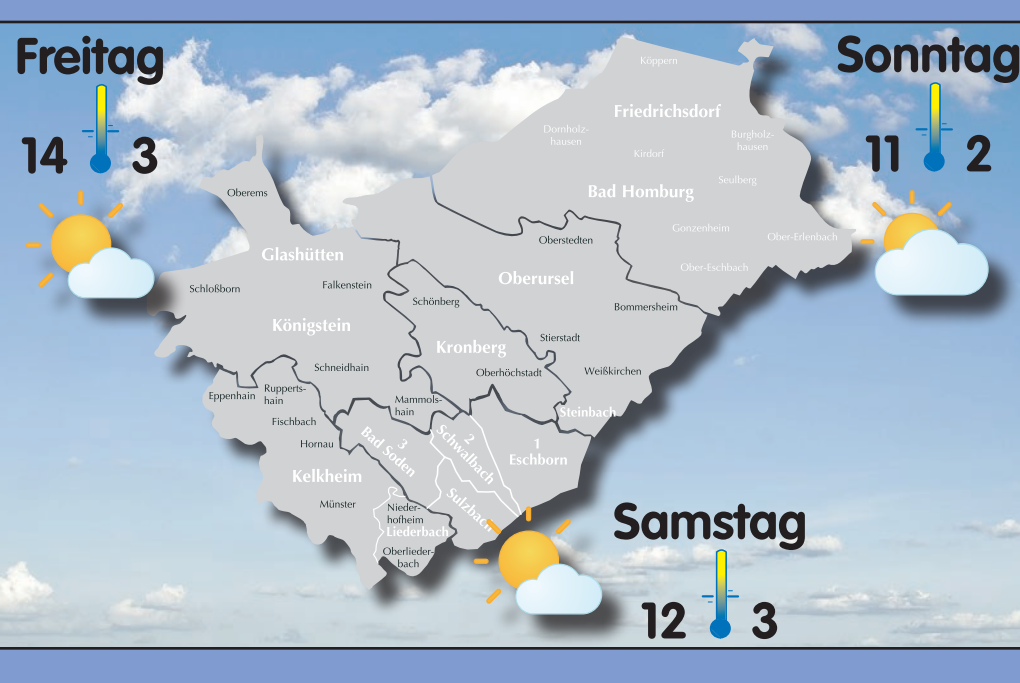 Freitag
14 3
Sonntag
11 2
Köppern
Friedrichsdorf
Dornholz-
hausen
Burgholz-
hausen
Kirdorf
Seulberg
Bad Homburg
Oberems
Gonzenheim
Ober-Erlenbach
Oberstedten
Glashütten
Ober-Eschbach
Oberursel
Schloßborn
Falkenstein
Schönberg
Bommersheim
Königstein
Stierstadt
Kronberg
Schneidhain
Oberhöchstadt
Weißkirchen
Eppenhain
Rupperts-
hain
Mammols-
hain
Steinbach
Fischbach
Hornau
3
Bad Soden
2
Schwalbach
1
Eschborn
Kelkheim
Münster
Sulzbach
Nieder-
hofheim
Liederbach
Oberlieder-
bach
Samstag
12 3